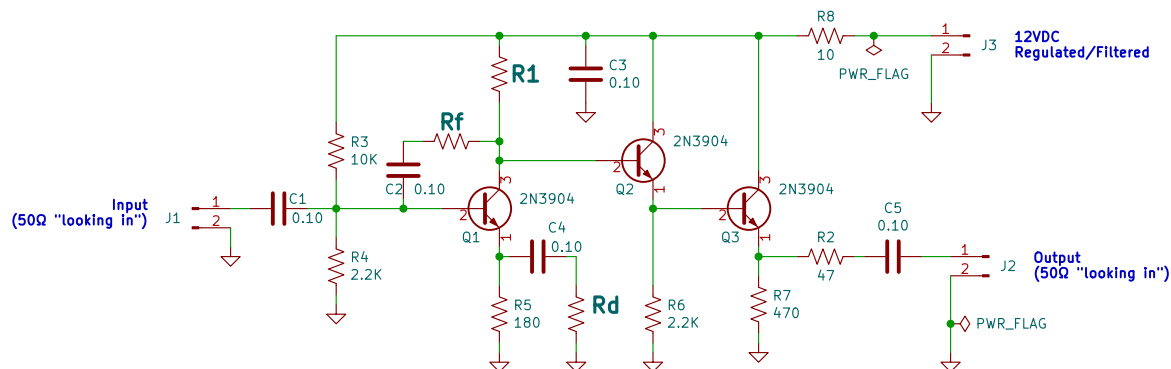 R8
10
1
2
J3
12VDC
Regulated/Filtered
PWR_FLAG
R1
C3
0.10
Rf
R3
10K
C2
0.10
2N3904
3
2
1
Q2
2N3904
3
2
1
Q3
2N3904
3
2
1
Q1
Input
(50Ω "looking in")
J1
1
2
C1
0.10
R4
2.2K
C4
0.10
R5
180
Rd
R6
2.2K
R7
470
R2
47
C5
0.10
1
2
J2
Output
(50Ω "looking in")
PWR_FLAG